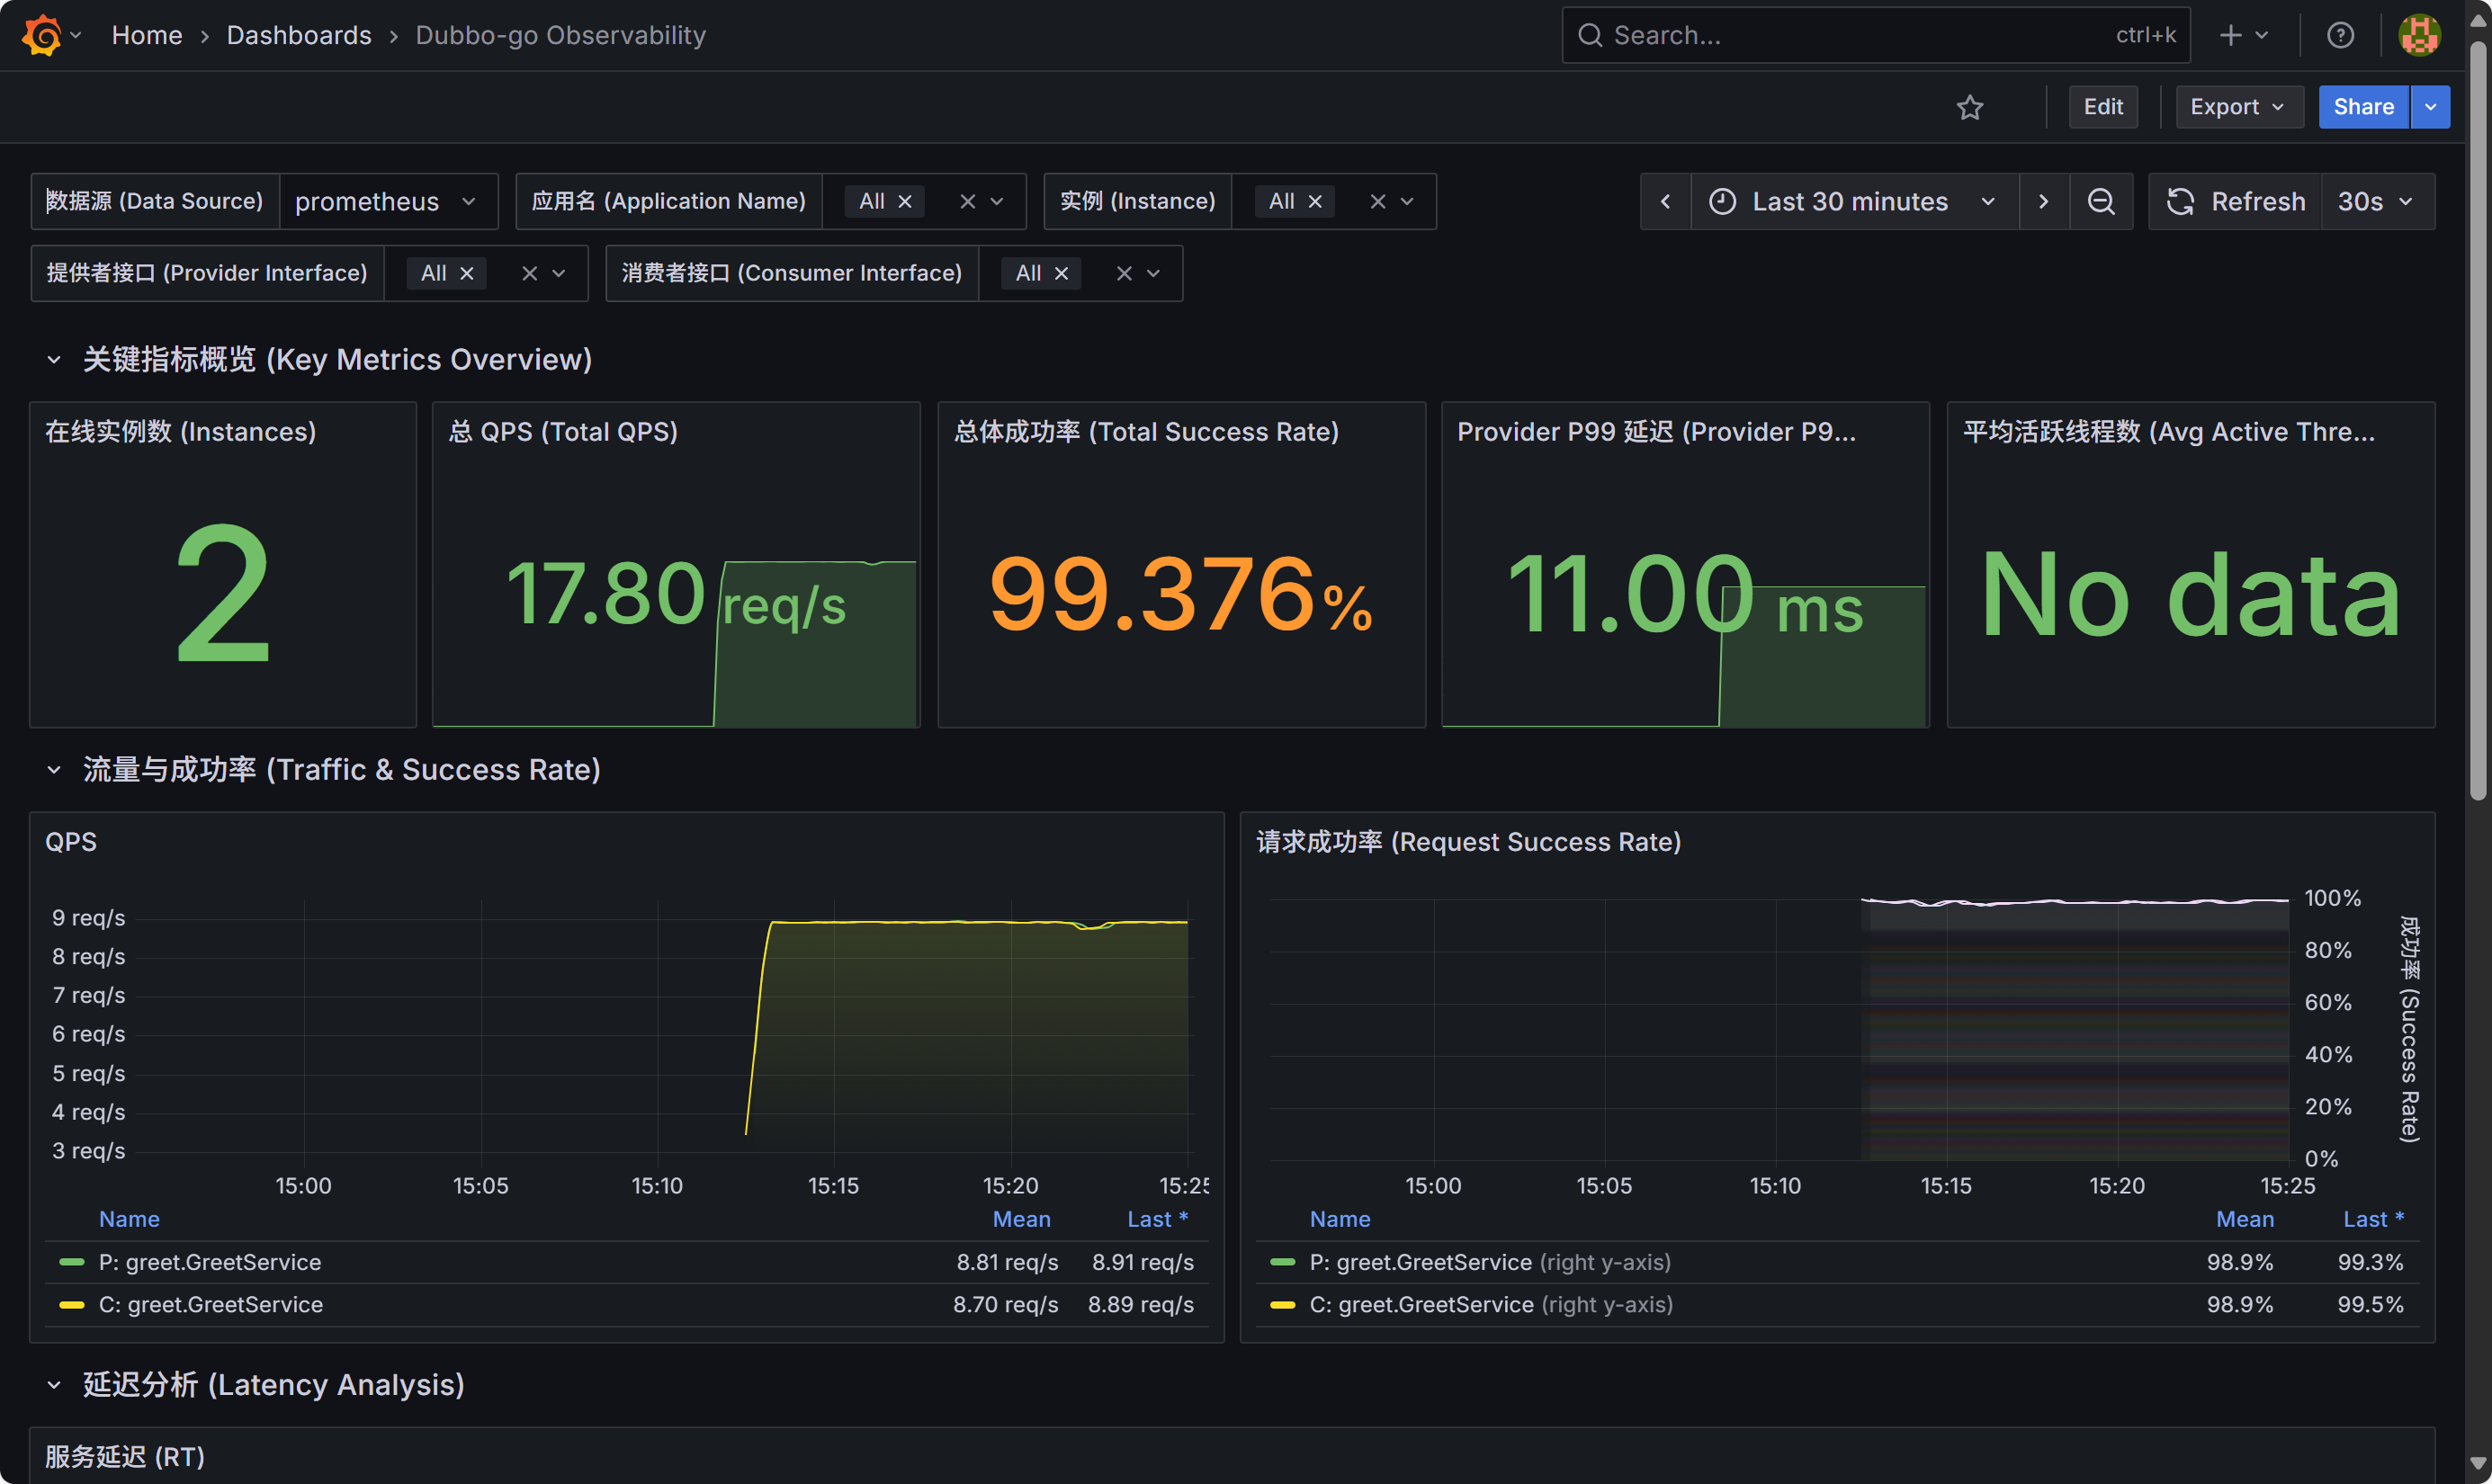 Home > Dashboards > Dubbo-go Observability Search... ctrl+k
Edit Export Share
数据源 (Data Source) prometheus 应用名 (Application Name) All 实例 (Instance) All Last 30 minutes Refresh 30s
提供者接口 (Provider Interface) All 消费者接口 (Consumer Interface) All
关键指标概览 (Key Metrics Overview)
在线实例数 (Instances)
2
总 QPS (Total QPS)
17.80 req/s
总体成功率 (Total Success Rate)
99.376%
Provider P99 延迟 (Provider P9...
11.00 ms
平均活跃线程数 (Avg Active Thre...
No data
流量与成功率 (Traffic & Success Rate)
QPS
9 req/s
8 req/s
7 req/s
6 req/s
5 req/s
4 req/s
3 req/s
15:00 15:05 15:10 15:15 15:20 15:25
Name Mean Last *
P: greet.GreetService 8.81 req/s 8.91 req/s
C: greet.GreetService 8.70 req/s 8.89 req/s
请求成功率 (Request Success Rate)
100%
80%
60%
40%
20%
0%
成功率 (Success Rate)
15:00 15:05 15:10 15:15 15:20 15:25
Name Mean Last *
P: greet.GreetService (right y-axis) 98.9% 99.3%
C: greet.GreetService (right y-axis) 98.9% 99.5%
延迟分析 (Latency Analysis)
服务延迟 (RT)